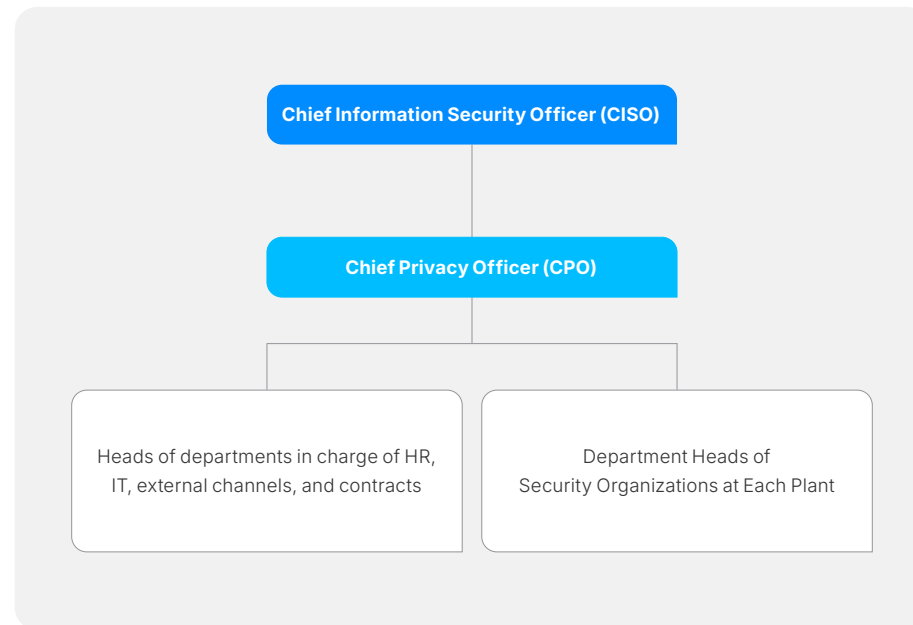 Chief Information Security Officer (CISO)
Chief Privacy Officer (CPO)
Heads of departments in charge of HR,
IT, external channels, and contracts
Department Heads of
Security Organizations at Each Plant